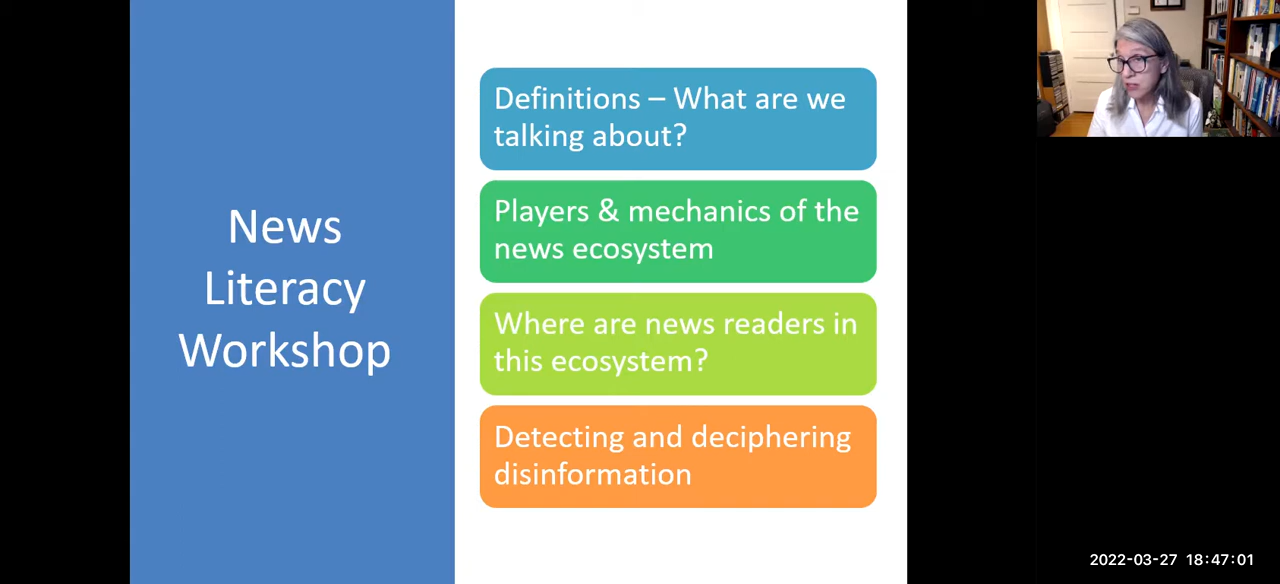 News
Literacy
Workshop
Definitions – What are we
talking about?
Players & mechanics of the
news ecosystem
Where are news readers in
this ecosystem?
Detecting and deciphering
disinformation
2022-03-27 18:47:01